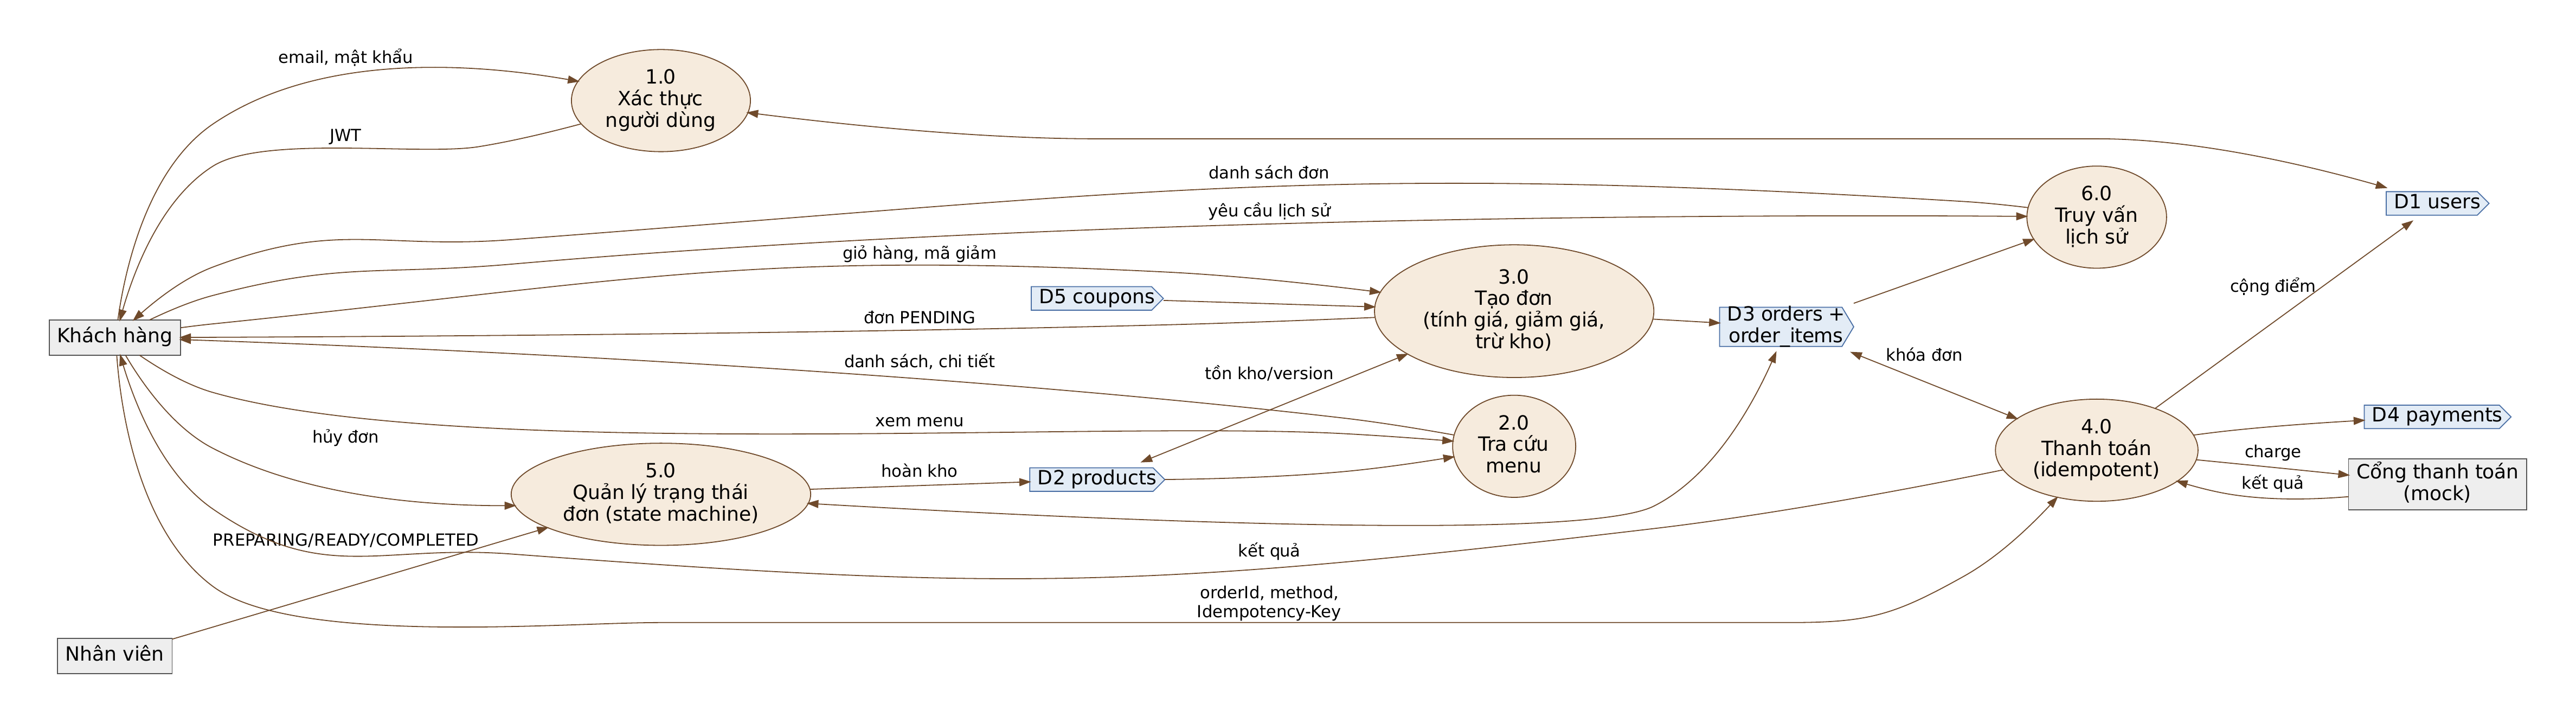 email, mật khẩu
1.0
Xác thực
người dùng
JWT
danh sách đơn
6.0
Truy vấn
lịch sử
D1 users
yêu cầu lịch sử
giỏ hàng, mã giảm
3.0
Tạo đơn
(tính giá, giảm giá,
trừ kho)
D5 coupons
cộng điểm
đơn PENDING
D3 orders +
order_items
Khách hàng
danh sách, chi tiết
khóa đơn
tồn kho/version
xem menu
2.0
Tra cứu
menu
D4 payments
4.0
Thanh toán
(idempotent)
hủy đơn
charge
5.0
Quản lý trạng thái
đơn (state machine)
hoàn kho
D2 products
Cổng thanh toán
(mock)
kết quả
PREPARING/READY/COMPLETED
kết quả
orderId, method,
Idempotency-Key
Nhân viên